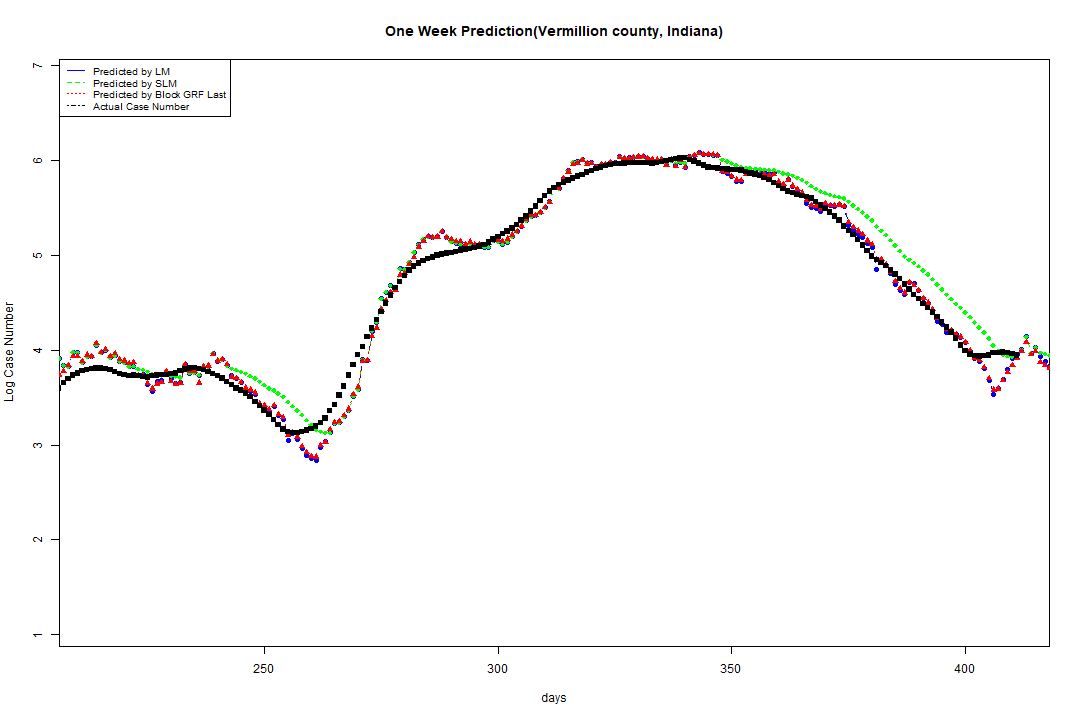 One Week Prediction(Vermillion county, Indiana)
Predicted by LM
Predicted by SLM
Predicted by Block GRF Last
Actual Case Number
7
6
5
4
3
2
1
Log Case Number
250 300 350 400
days